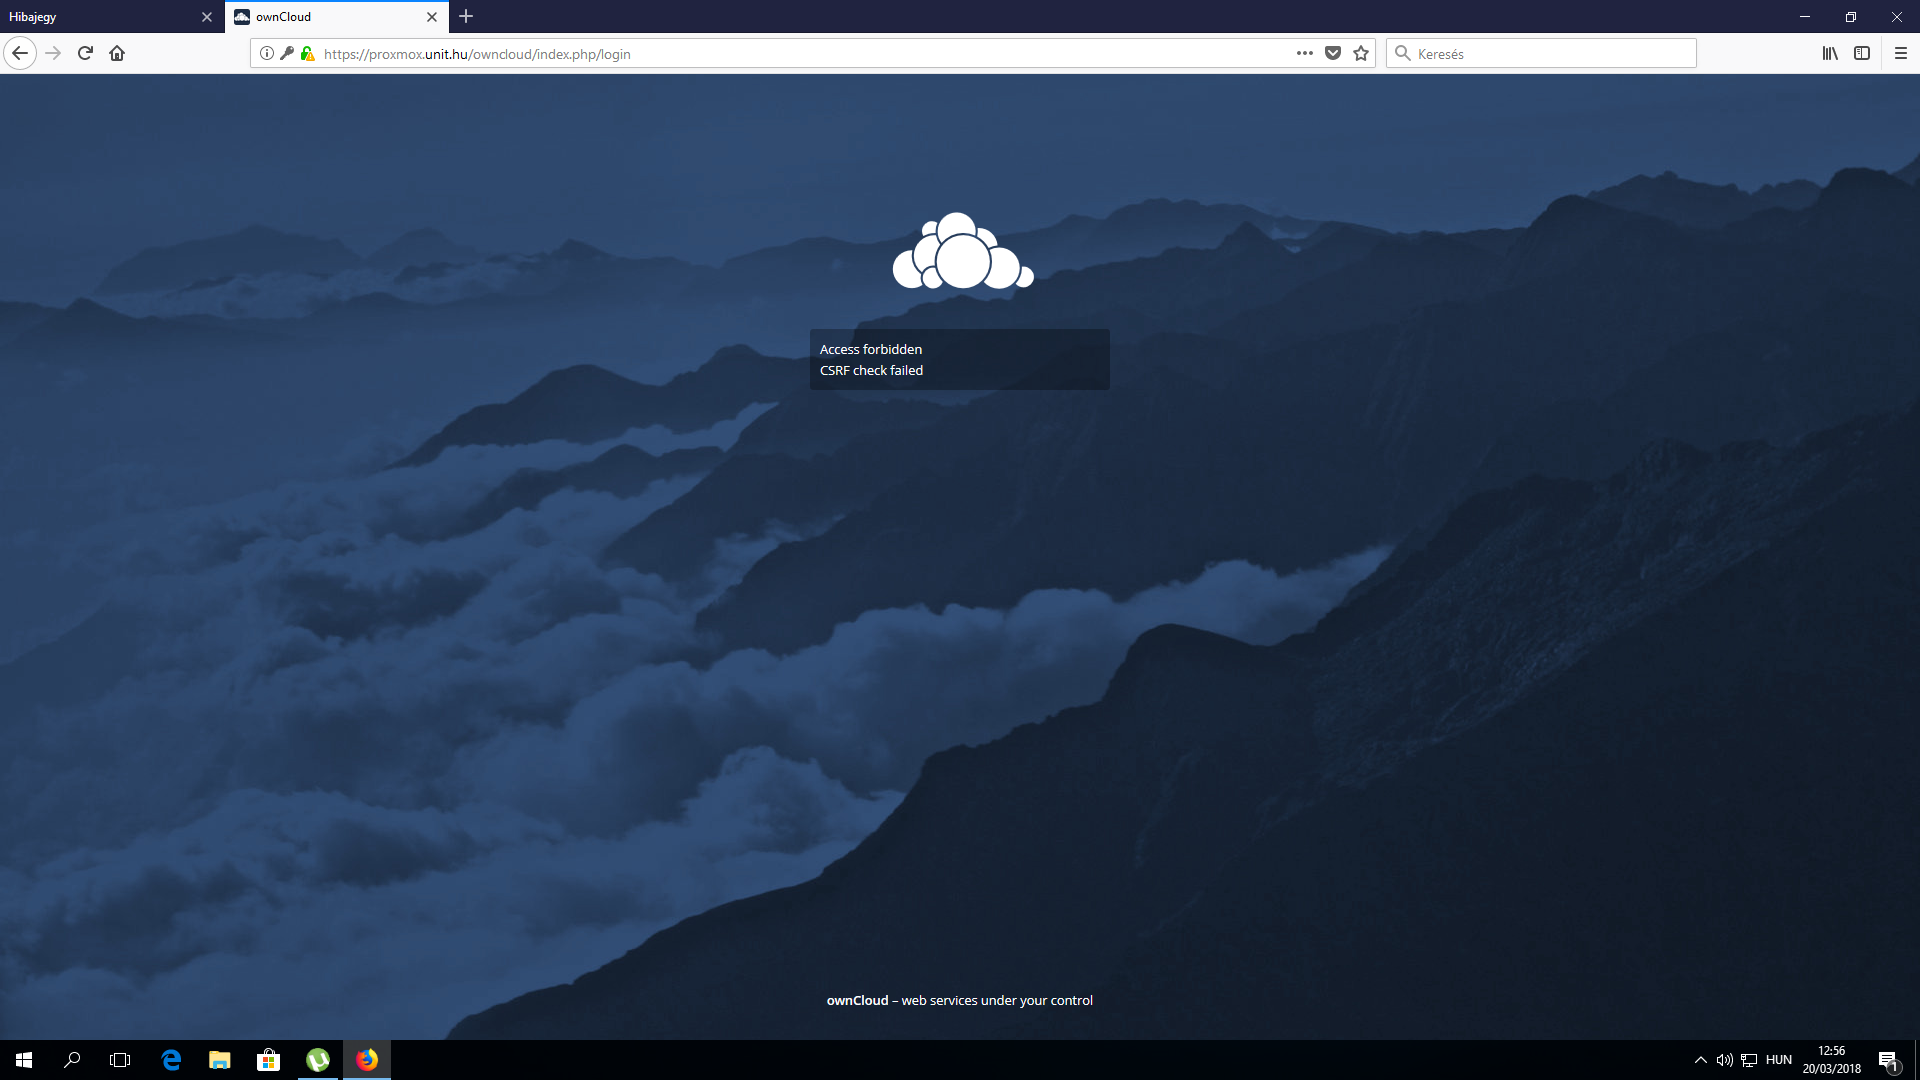 Hibajegy
ownCloud
https://proxmox.unit.hu/owncloud/index.php/login
Keresés
Access forbidden
CSRF check failed
ownCloud – web services under your control
HUN
12:56
20/03/2018
1